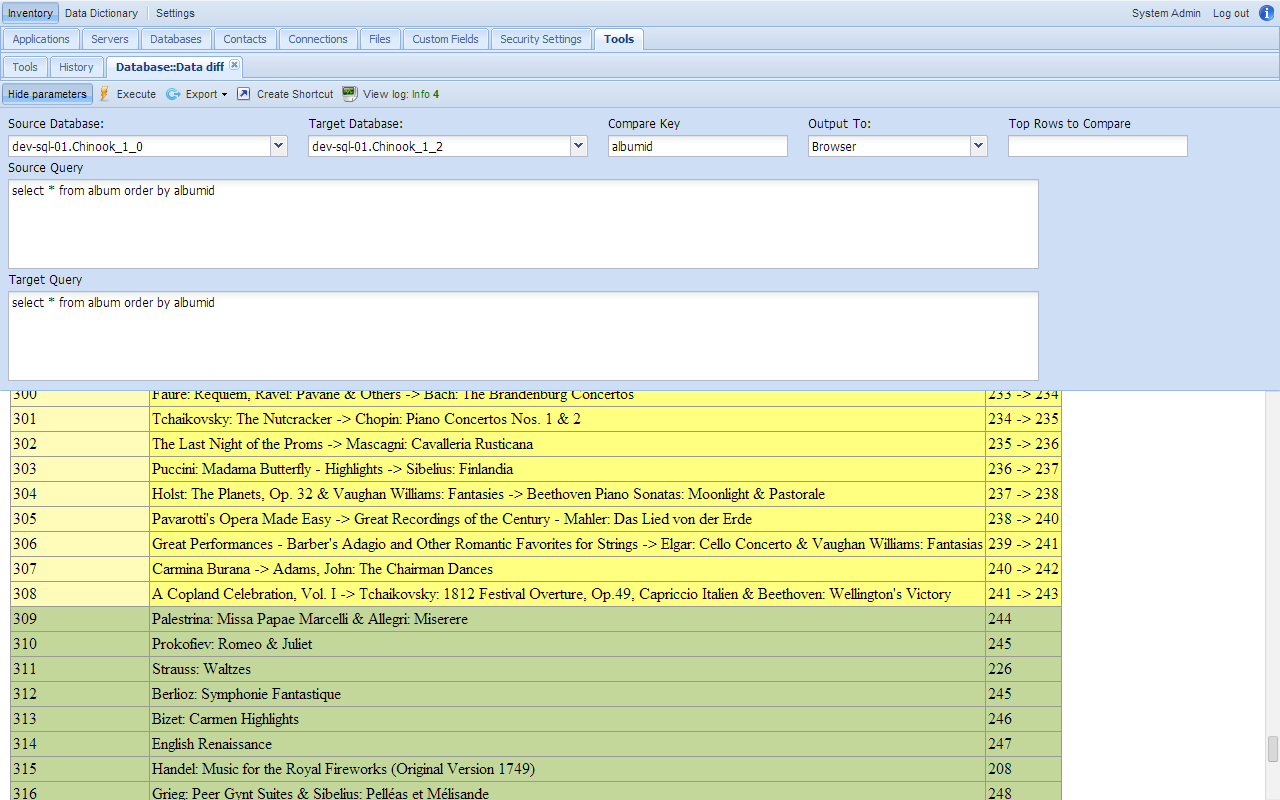 Inventory Data Dictionary Settings System Admin Log out
Applications Servers Databases Contacts Connections Files Custom Fields Security Settings Tools
Tools History Database::Data diff
Hide parameters Execute Export Create Shortcut View log: Info 4
Source Database: Target Database: Compare Key Output To: Top Rows to Compare
dev-sql-01.Chinook_1_0 dev-sql-01.Chinook_1_2 albumid Browser
Source Query
select * from album order by albumid
Target Query
select * from album order by albumid
300 Fauré: Requiem, Ravel: Pavane & Others -> Bach: The Brandenburg Concertos 233 -> 234
301 Tchaikovsky: The Nutcracker -> Chopin: Piano Concertos Nos. 1 & 2 234 -> 235
302 The Last Night of the Proms -> Mascagni: Cavalleria Rusticana 235 -> 236
303 Puccini: Madama Butterfly - Highlights -> Sibelius: Finlandia 236 -> 237
304 Holst: The Planets, Op. 32 & Vaughan Williams: Fantasies -> Beethoven Piano Sonatas: Moonlight & Pastorale 237 -> 238
305 Pavarotti's Opera Made Easy -> Great Recordings of the Century - Mahler: Das Lied von der Erde 238 -> 240
306 Great Performances - Barber's Adagio and Other Romantic Favorites for Strings -> Elgar: Cello Concerto & Vaughan Williams: Fantasias 239 -> 241
307 Carmina Burana -> Adams, John: The Chairman Dances 240 -> 242
308 A Copland Celebration, Vol. I -> Tchaikovsky: 1812 Festival Overture, Op.49, Capriccio Italien & Beethoven: Wellington's Victory 241 -> 243
309 Palestrina: Missa Papae Marcelli & Allegri: Miserere 244
310 Prokofiev: Romeo & Juliet 245
311 Strauss: Waltzes 226
312 Berlioz: Symphonie Fantastique 245
313 Bizet: Carmen Highlights 246
314 English Renaissance 247
315 Handel: Music for the Royal Fireworks (Original Version 1749) 208
316 Grieg: Peer Gynt Suites & Sibelius: Pelléas et Mélisande 248